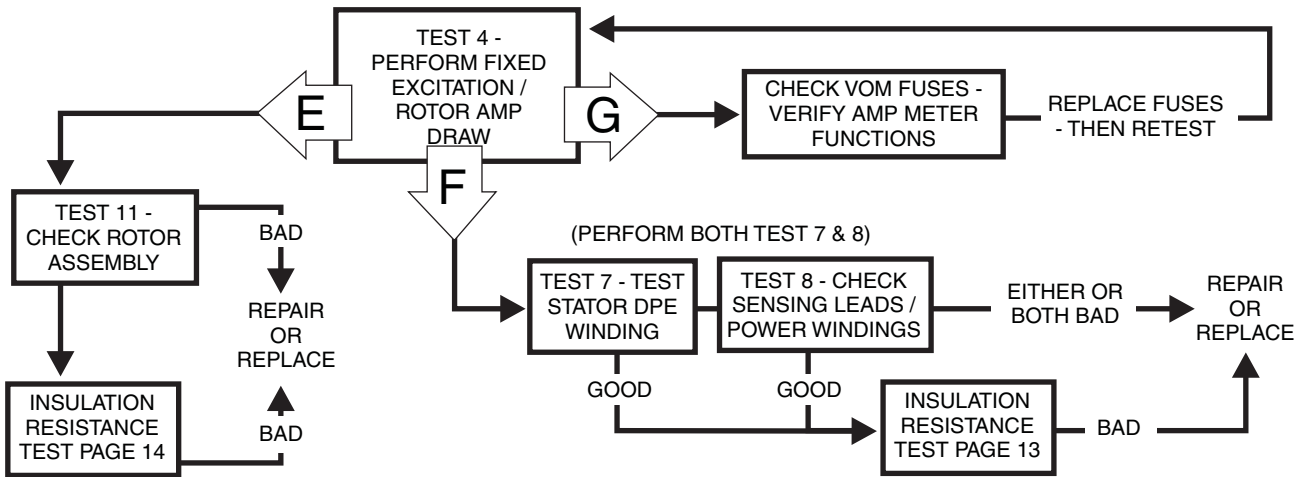 TEST 4 -
PERFORM FIXED
EXCITATION /
ROTOR AMP
DRAW
E
G
F
CHECK VOM FUSES -
VERIFY AMP METER
FUNCTIONS
REPLACE FUSES
- THEN RETEST
TEST 11 -
CHECK ROTOR
ASSEMBLY
BAD
REPAIR
OR
REPLACE
INSULATION
RESISTANCE
TEST PAGE 14
BAD
(PERFORM BOTH TEST 7 & 8)
TEST 7 - TEST
STATOR DPE
WINDING
TEST 8 - CHECK
SENSING LEADS /
POWER WINDINGS
EITHER OR
BOTH BAD
REPAIR
OR
REPLACE
GOOD
GOOD
INSULATION
RESISTANCE
TEST PAGE 13
BAD